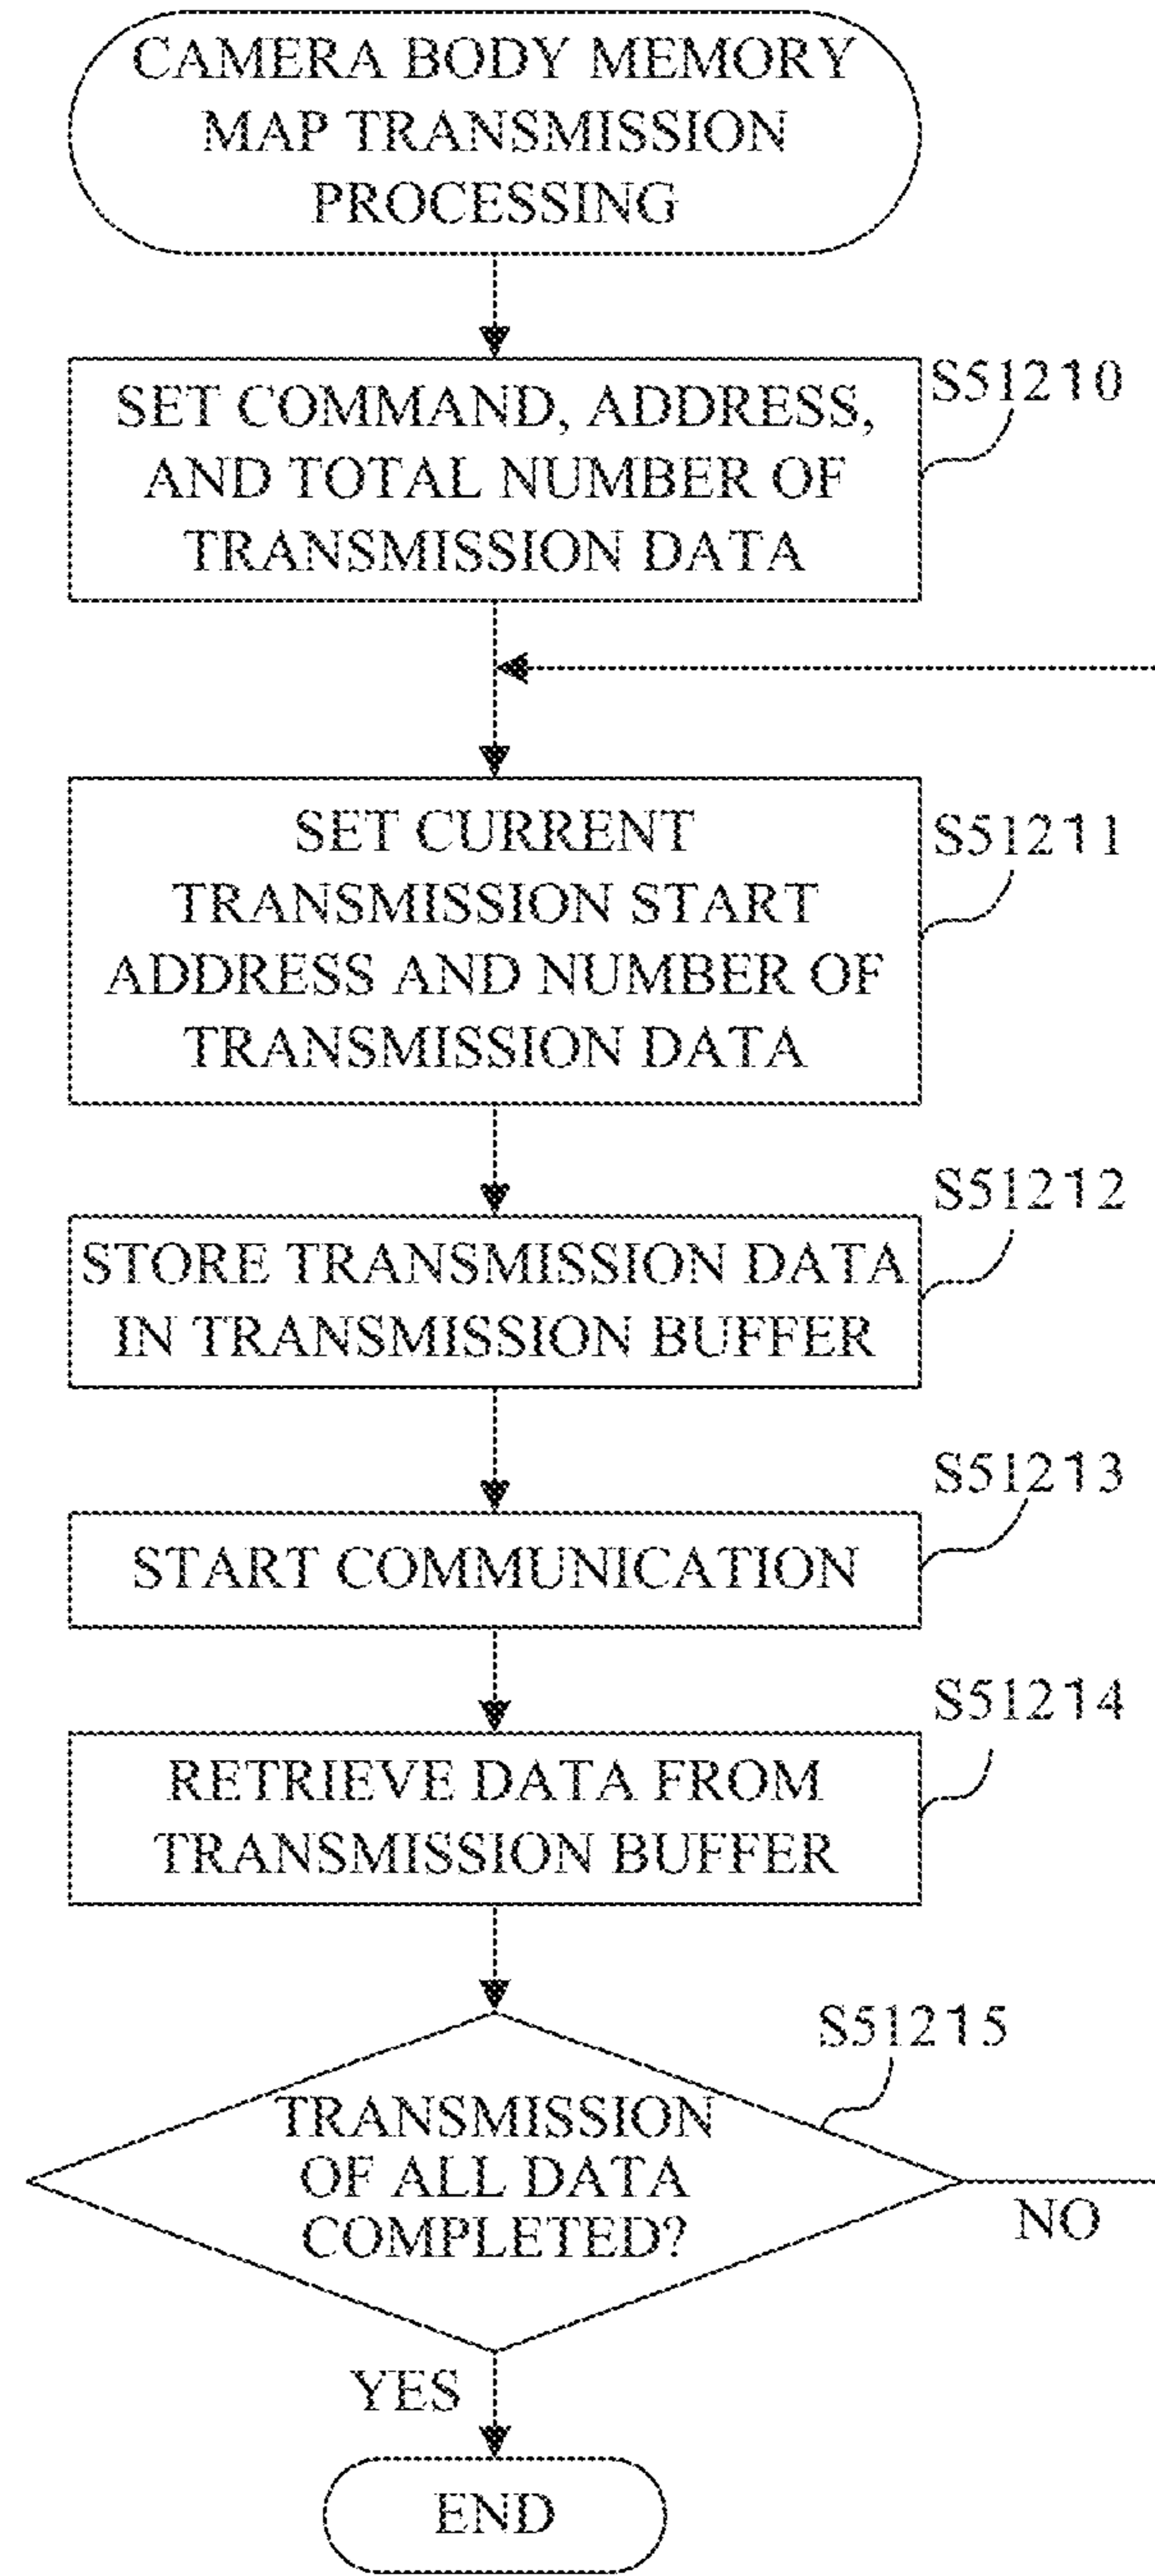 CAMERA BODY MEMORY
MAP TRANSMISSION
PROCESSING
SET COMMAND, ADDRESS,
AND TOTAL NUMBER OF
TRANSMISSION DATA
S51210
SET CURRENT
TRANSMISSION START
ADDRESS AND NUMBER OF
TRANSMISSION DATA
S51211
STORE TRANSMISSION DATA
IN TRANSMISSION BUFFER
S51212
START COMMUNICATION
S51213
RETRIEVE DATA FROM
TRANSMISSION BUFFER
S51214
TRANSMISSION
OF ALL DATA
COMPLETED?
S51215
NO
YES
END